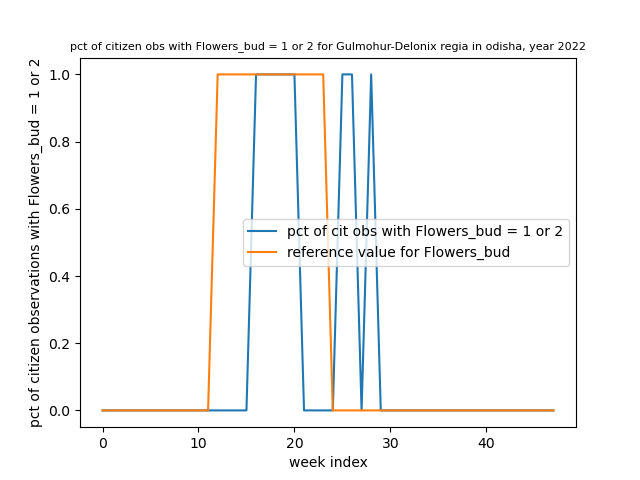 pct of citizen obs with Flowers_bud = 1 or 2 for Gulmohur-Delonix regia in odisha, year 2022
pct of citizen observations with Flowers_bud = 1 or 2
1.0
0.8
0.6
0.4
0.2
0.0
pct of cit obs with Flowers_bud = 1 or 2
reference value for Flowers_bud
0 10 20 30 40
week index